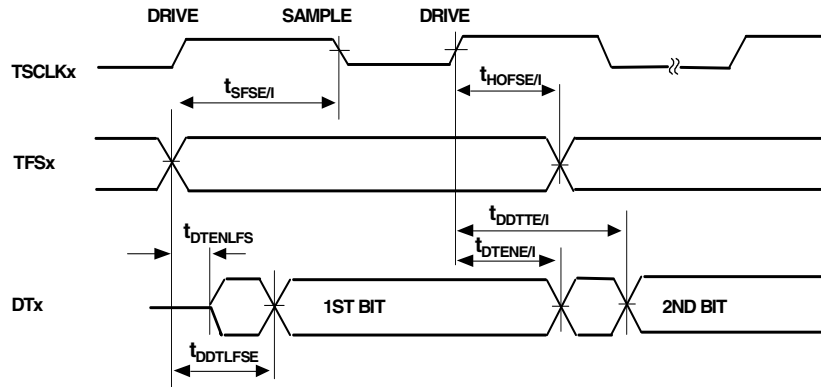 DRIVE SAMPLE DRIVE
TSCLKx
tSFSE/I tHOFSE/I
TFSx
tDDTTE/I
tDTENLFS
tDTENE/I
DTx 1ST BIT 2ND BIT
tDDTLFSE